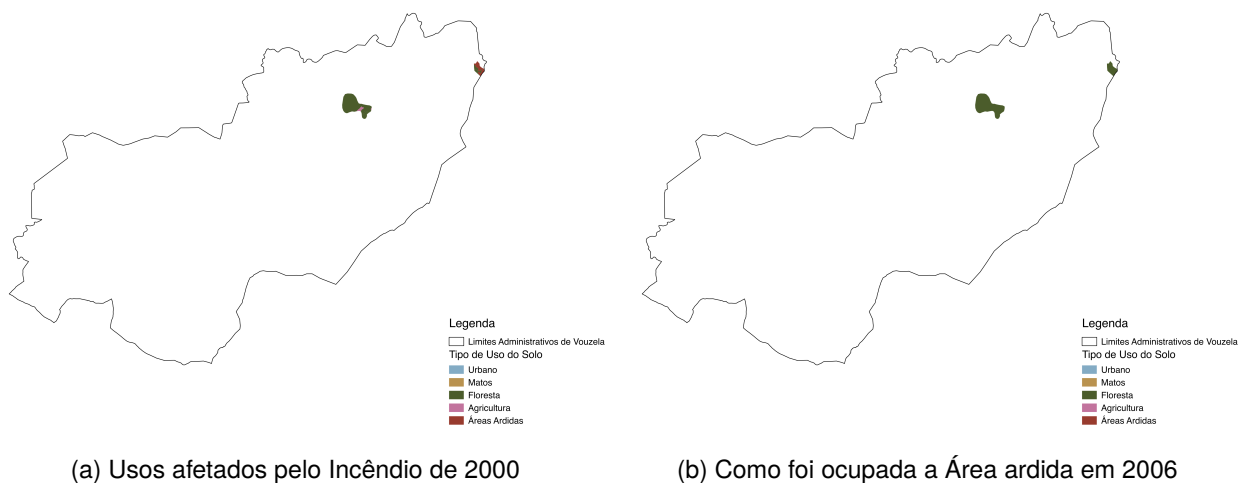 Legenda
Limites Administrativos de Vouzela
Tipo de Uso do Solo
Urbano
Matos
Floresta
Agricultura
Áreas Ardidas
(a) Usos afetados pelo Incêndio de 2000
Legenda
Limites Administrativos de Vouzela
Tipo de Uso do Solo
Urbano
Matos
Floresta
Agricultura
Áreas Ardidas
(b) Como foi ocupada a Área ardida em 2006